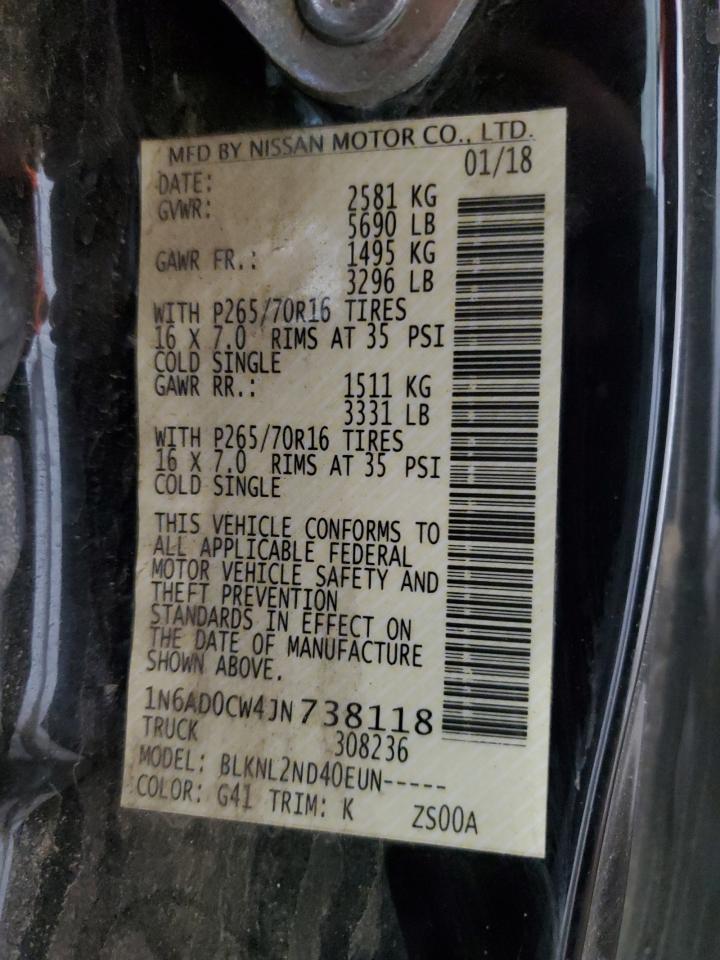 MFD BY NISSAN MOTOR CO., LTD.
DATE: 01/18
GVWR: 2581 KG
5690 LB
GAWR FR.: 1495 KG
3296 LB
WITH P265/70R16 TIRES
16 X 7.0 RIMS AT 35 PSI
COLD SINGLE
GAWR RR.: 1511 KG
3331 LB
WITH P265/70R16 TIRES
16 X 7.0 RIMS AT 35 PSI
COLD SINGLE
THIS VEHICLE CONFORMS TO
ALL APPLICABLE FEDERAL
MOTOR VEHICLE SAFETY AND
THEFT PREVENTION
STANDARDS IN EFFECT ON
THE DATE OF MANUFACTURE
SHOWN ABOVE.
1N6AD0CW4JN738118
TRUCK 308236
MODEL: BLKNL2ND40EUN-----
COLOR: G41 TRIM: K ZS00A